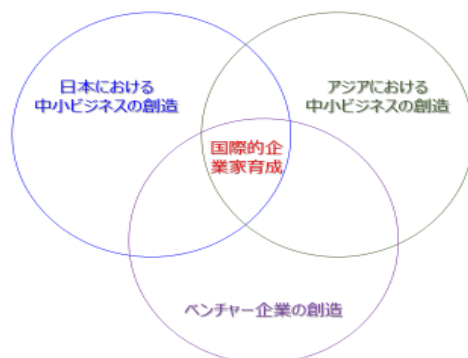 日本における
中小ビジネスの創造
アジアにおける
中小ビジネスの創造
国際的企
業家育成
ベンチャー企業の創造